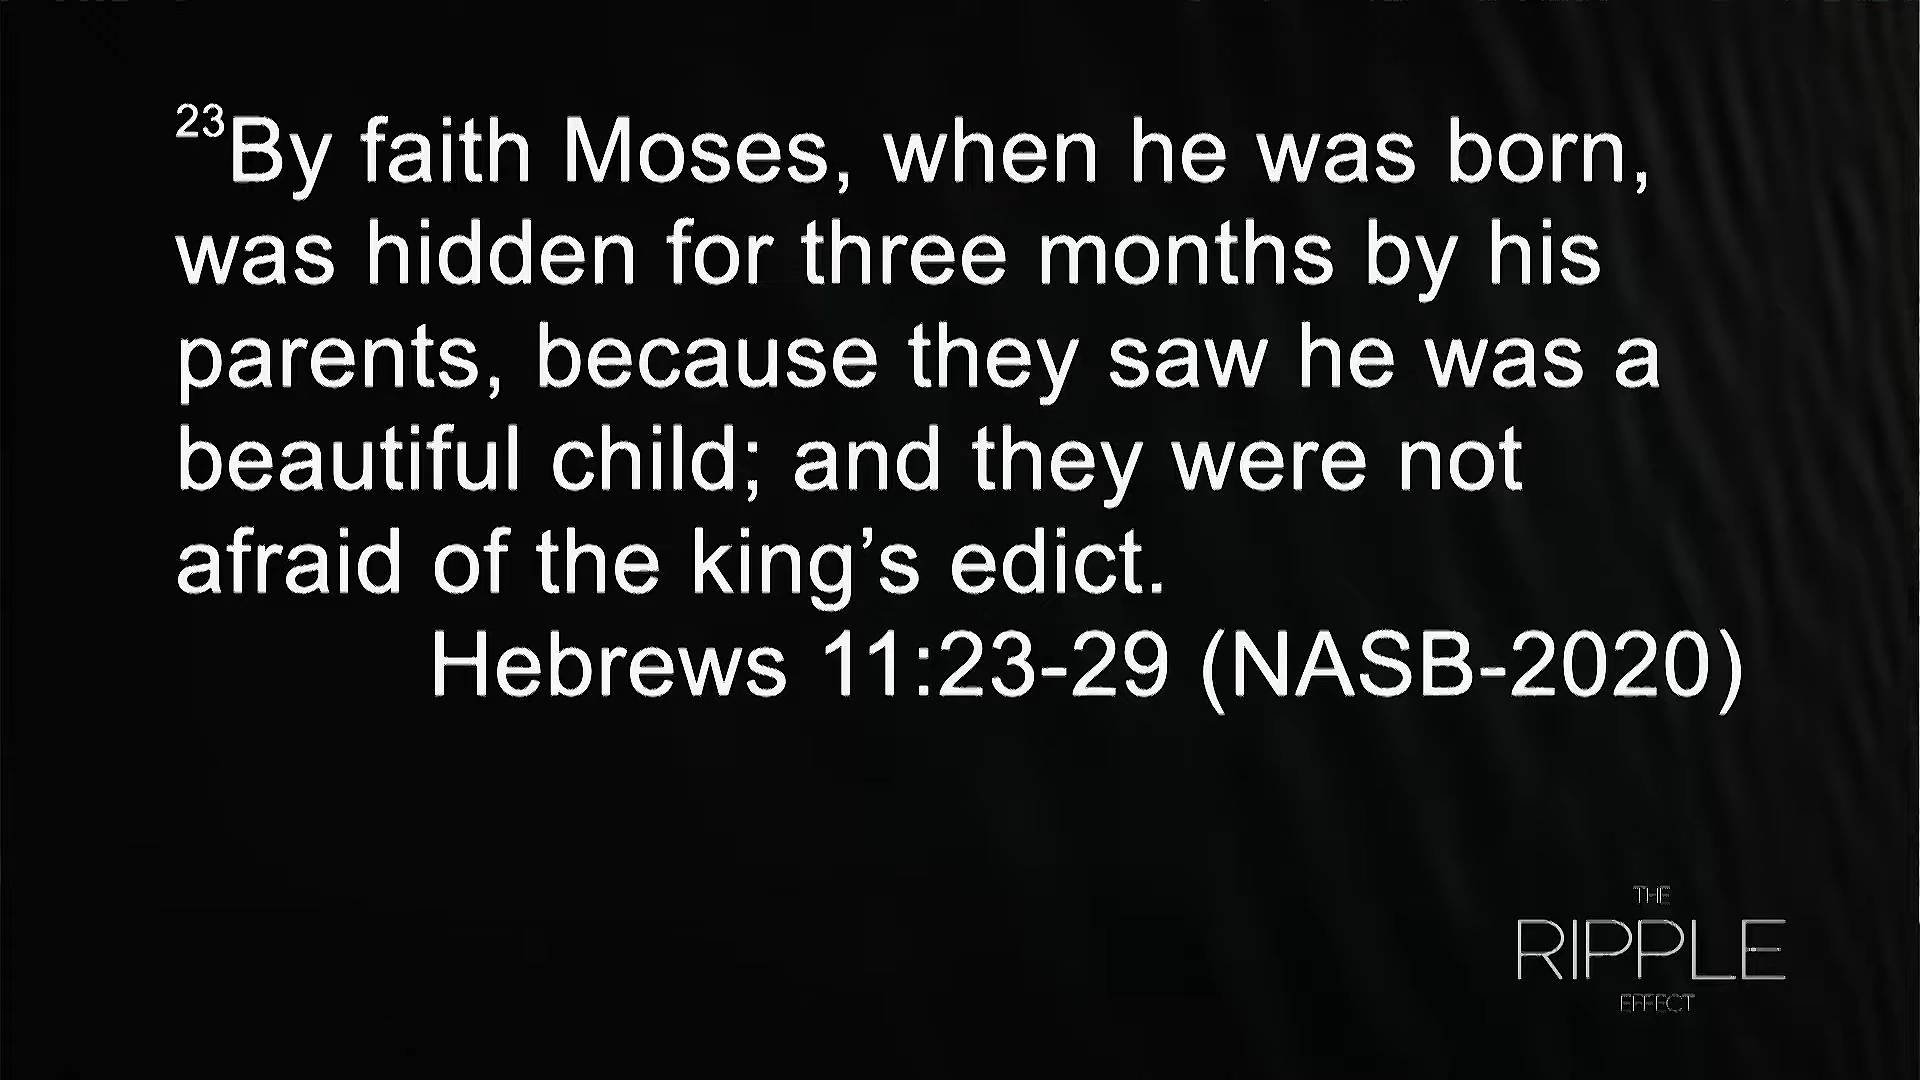 23By faith Moses, when he was born,
was hidden for three months by his
parents, because they saw he was a
beautiful child; and they were not
afraid of the king’s edict.
Hebrews 11:23-29 (NASB-2020)
THE
RIPPLE
EFFECT